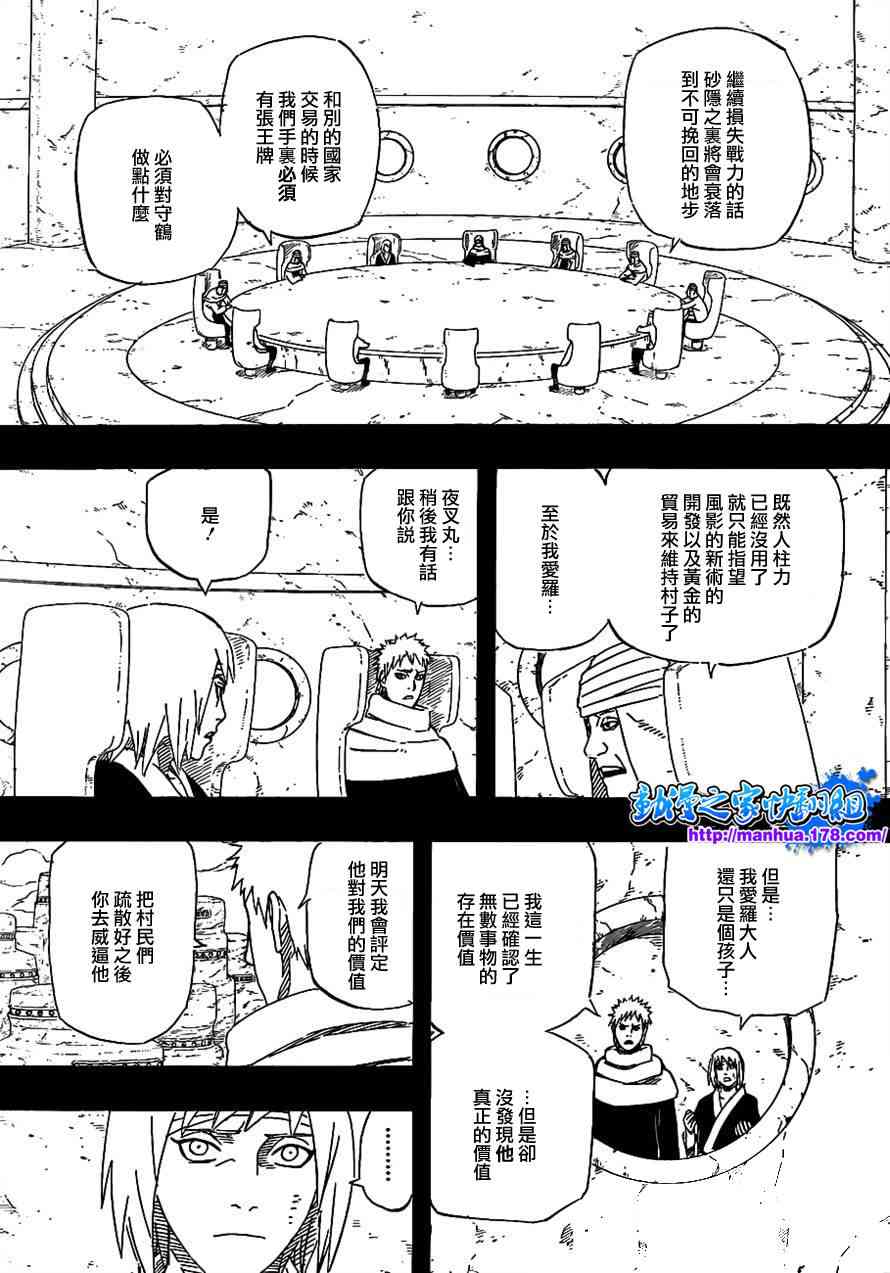 繼續損失戰力的話
砂隱之裏將會衰落
到不可挽回的地步
和別的國家
交易的時候
我們手裏必須
有張王牌
必須對守鶴
做點什麼
既然人柱力
已經沒用了
就只能指望
風影的新術的
開發以及黃金的
貿易來維持村子了
至於我愛羅…
夜叉丸…
稍後我有話
跟你說
是！
動漫之家快翻組
http://manhua.178.com/
但是…
我愛羅大人
還只是個孩子…
我這一生
已經確認了
無數事物的
存在價值
…但是卻
沒發現他
真正的價值
明天我會評定
他對我們的價值
把村民們
疏散好之後
你去威逼他
………